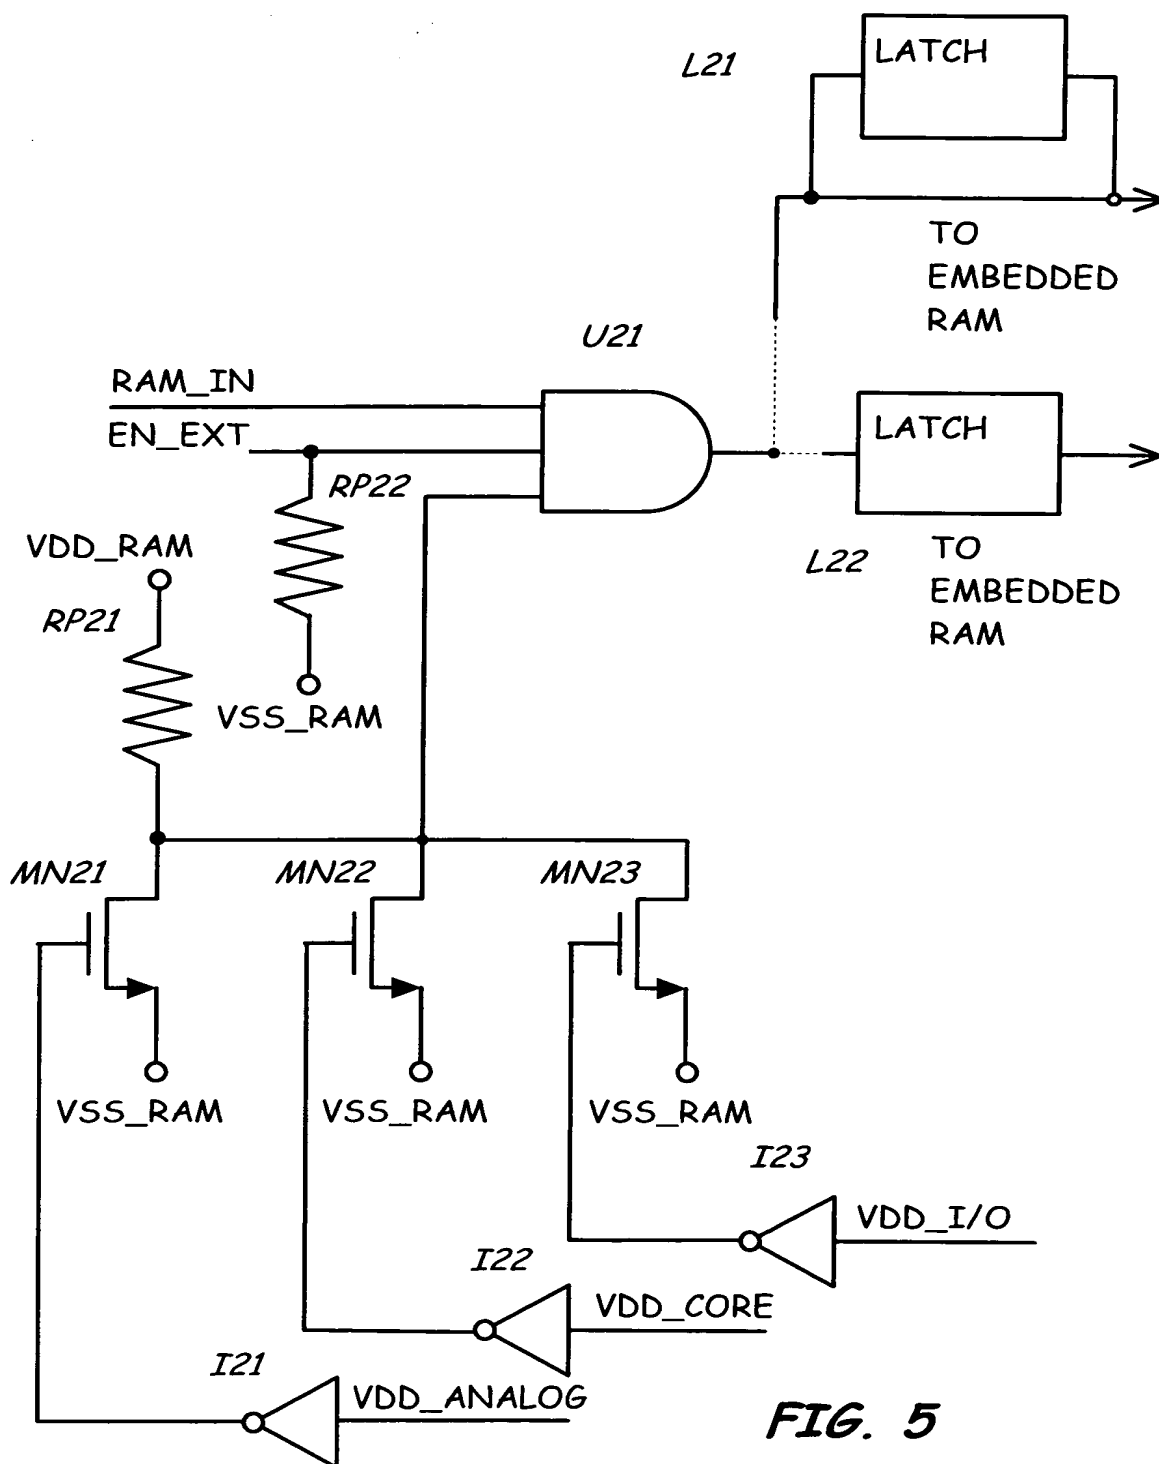 L21
LATCH
TO
EMBEDDED
RAM
U21
RAM_IN
EN_EXT
RP22
LATCH
L22
TO
EMBEDDED
RAM
VDD_RAM
RP21
VSS_RAM
MN21
MN22
MN23
VSS_RAM
VSS_RAM
VSS_RAM
I23
VDD_I/O
I22
VDD_CORE
I21
VDD_ANALOG
FIG. 5